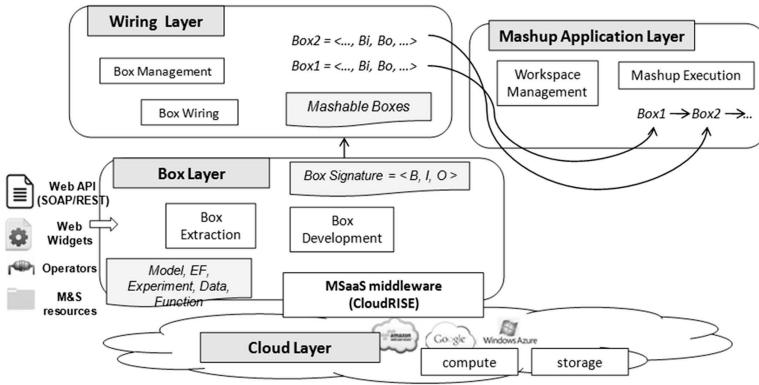 Wiring Layer
Box2 = <..., Bi, Bo, ...>
Box1 = <..., Bi, Bo, ...>
Box Management
Box Wiring
Mashable Boxes
Mashup Application Layer
Workspace
Management
Mashup Execution
Box1
Box2
...
Box Layer
Box Signature = < B, I, O >
Web API
(SOAP/REST)
Web
Widgets
Operators
M&S
resources
Box
Extraction
Box
Development
Model, EF,
Experiment, Data,
Function
MSaaS middleware
(CloudRISE)
Cloud Layer
amazon
Google
Windows Azure
compute
storage